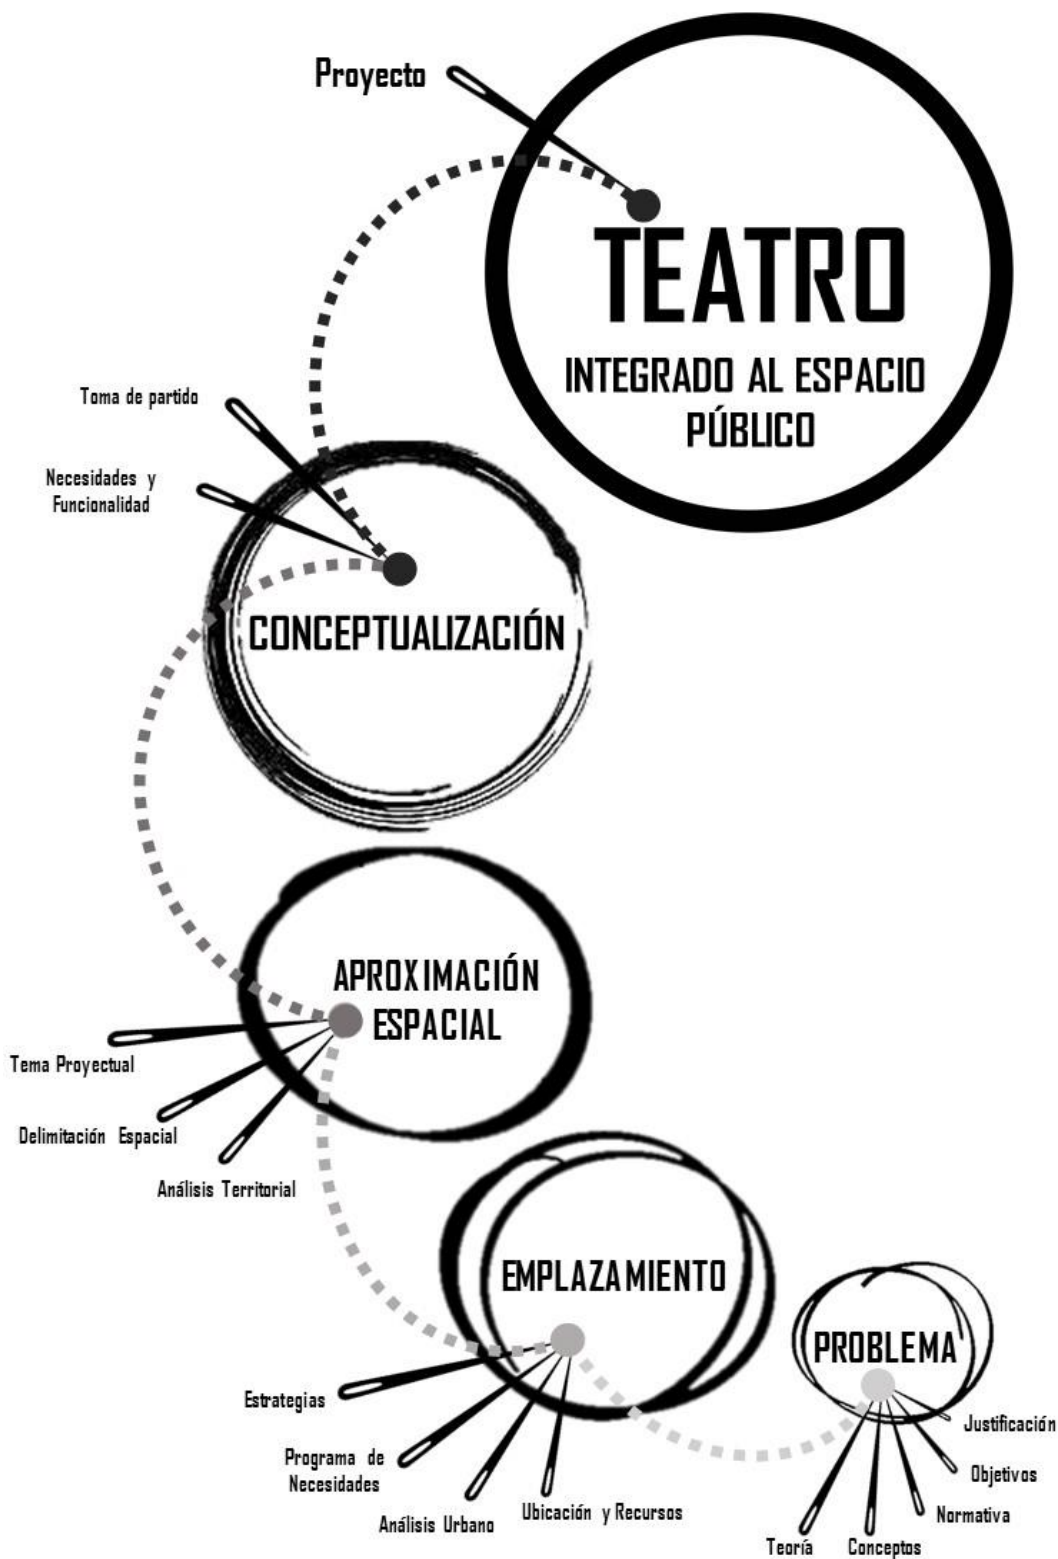 Proyecto
TEATRO
INTEGRADO AL ESPACIO
PÚBLICO
Toma de partido
Necesidades y
Funcionalidad
CONCEPTUALIZACIÓN
APROXIMACIÓN
ESPACIAL
Tema Proyectual
Delimitación Espacial
Análisis Territorial
EMPLAZAMIENTO
PROBLEMA
Estrategias
Programa de
Necesidades
Análisis Urbano
Ubicación y Recursos
Justificación
Objetivos
Normativa
Teoría
Conceptos